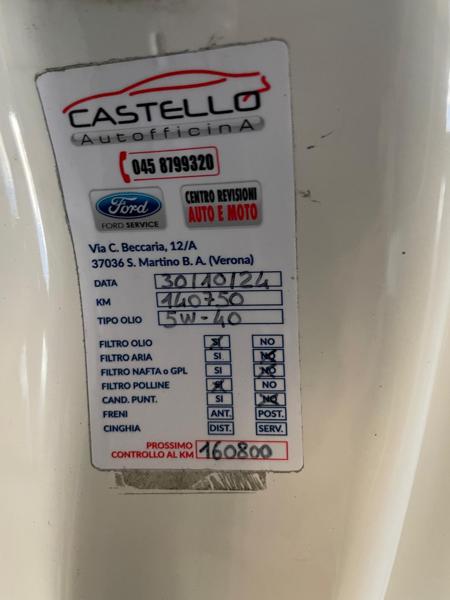 CASTELLO
AutofficinA
045 8799320
Ford
FORD SERVICE
CENTRO REVISIONI
AUTO E MOTO
Via C. Beccaria, 12/A
37036 S. Martino B. A. (Verona)
DATA 30/10/24
KM 140750
TIPO OLIO 5W-40
FILTRO OLIO SI NO
FILTRO ARIA SI NO
FILTRO NAFTA o GPL SI NO
FILTRO POLLINE SI NO
CAND. PUNT. SI NO
FRENI ANT. POST.
CINGHIA DIST. SERV.
PROSSIMO
CONTROLLO AL KM 160800